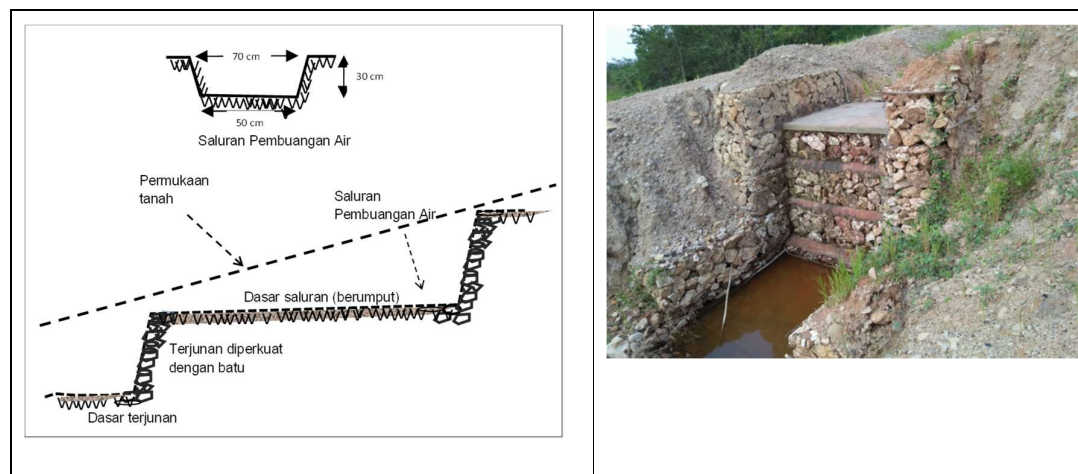 70 cm
30 cm
50 cm
Saluran Pembuangan Air
Permukaan
tanah
Saluran
Pembuangan Air
Dasar saluran (berumput)
Terjunan diperkuat
dengan batu
Dasar terjunan